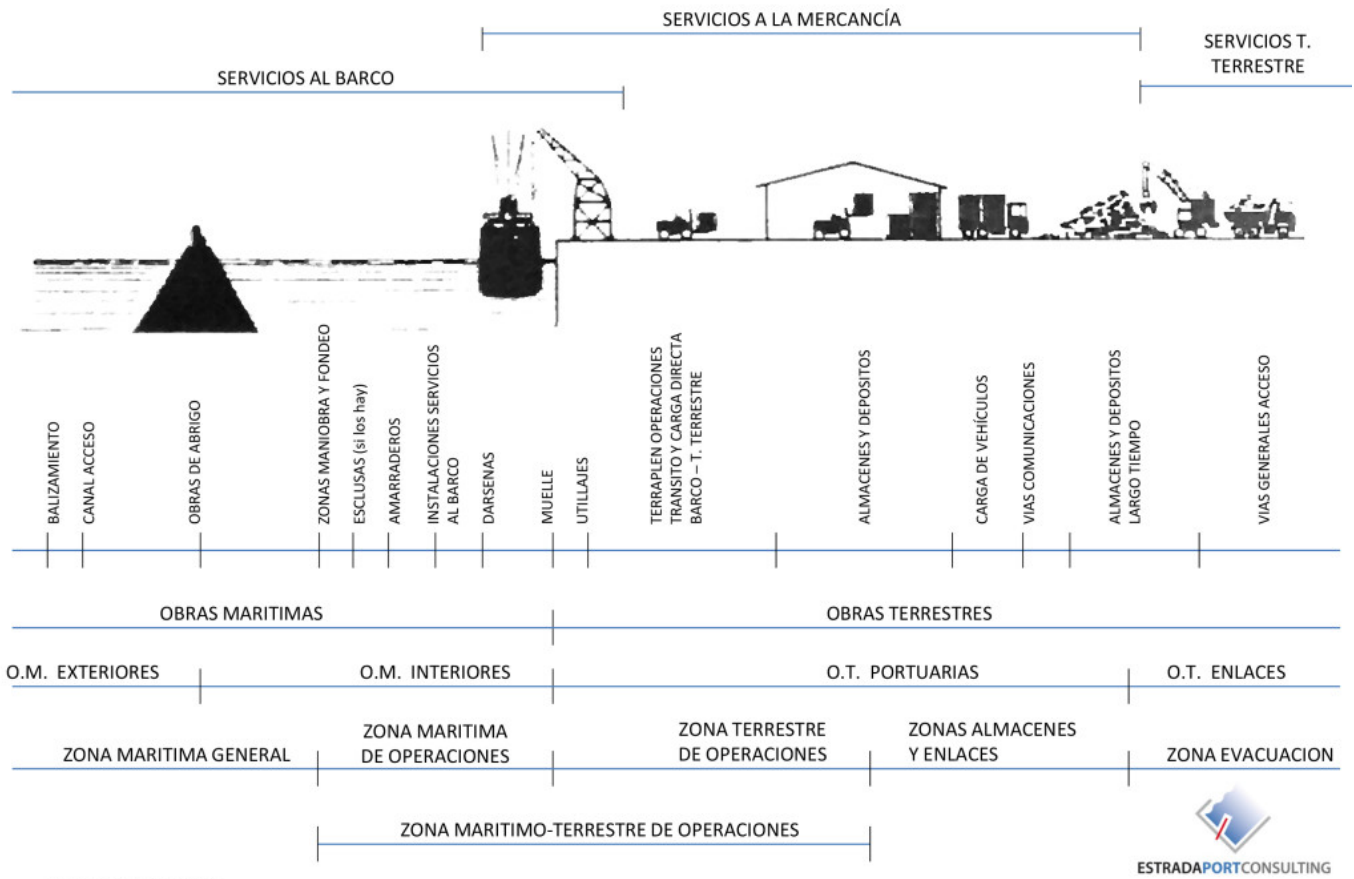 SERVICIOS A LA MERCANCÍA
SERVICIOS T.
TERRESTRE
SERVICIOS AL BARCO
BALIZAMIENTO
CANAL ACCESO
OBRAS DE ABRIGO
ZONAS MANIOBRA Y FONDEO
ESCLUSAS (si los hay)
AMARRADEROS
INSTALACIONES SERVICIOS
AL BARCO
DARSENAS
MUELLE
UTILLAJES
TERRAPLEN OPERACIONES
TRANSITO Y CARGA DIRECTA
BARCO – T. TERRESTRE
ALMACENES Y DEPOSITOS
CARGA DE VEHÍCULOS
VIAS COMUNICACIONES
ALMACENES Y DEPOSITOS
LARGO TIEMPO
VIAS GENERALES ACCESO
OBRAS MARITIMAS
OBRAS TERRESTRES
O.M. EXTERIORES
O.M. INTERIORES
O.T. PORTUARIAS
O.T. ENLACES
ZONA MARITIMA GENERAL
ZONA MARITIMA
DE OPERACIONES
ZONA TERRESTRE
DE OPERACIONES
ZONAS ALMACENES
Y ENLACES
ZONA EVACUACION
ZONA MARITIMO-TERRESTRE DE OPERACIONES
ESTRADAPORTCONSULTING